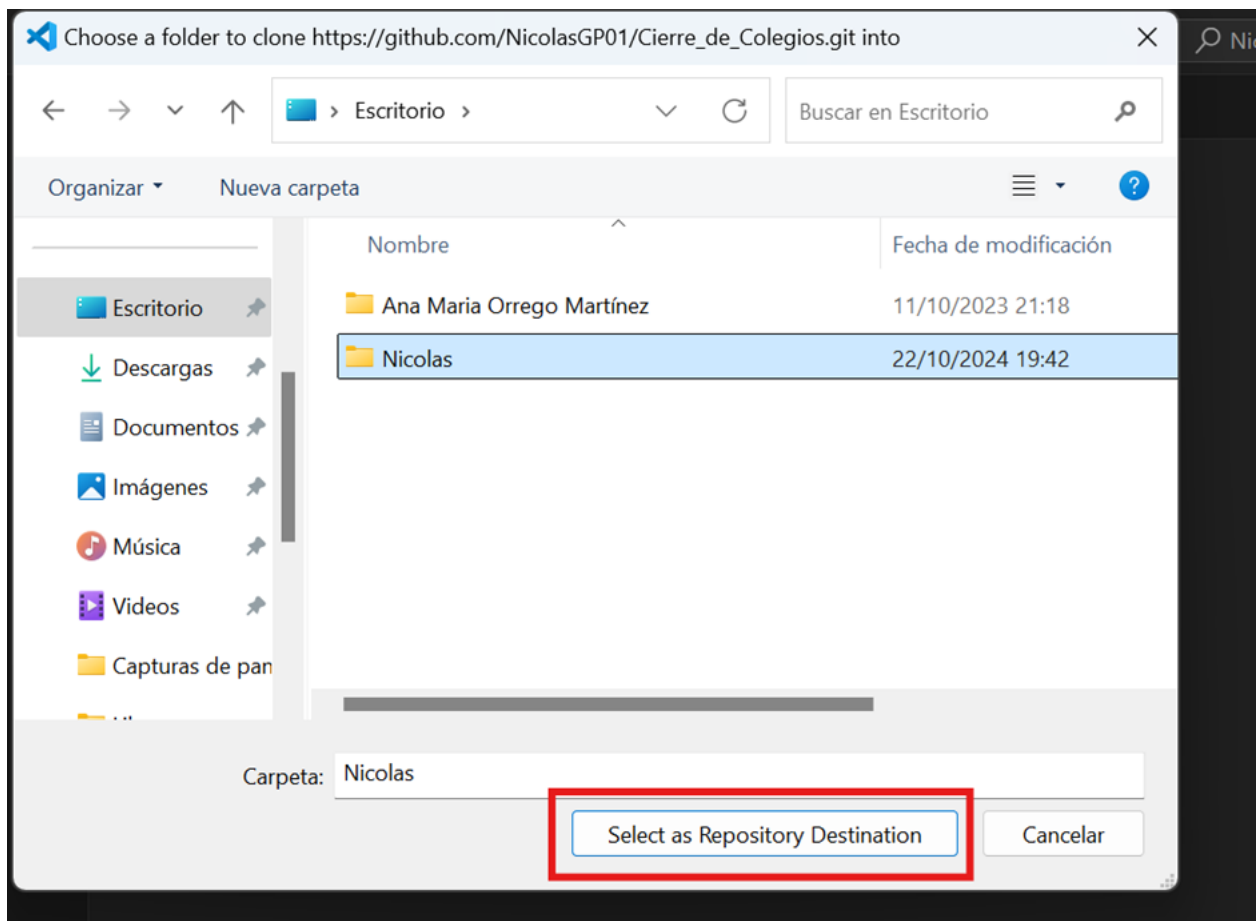 Choose a folder to clone https://github.com/NicolasGP01/Cierre_de_Colegios.git into
Escritorio
Buscar en Escritorio
Organizar
Nueva carpeta
Nombre
Fecha de modificación
Escritorio
Descargas
Documentos
Imágenes
Música
Videos
Capturas de pan
Ana Maria Orrego Martínez 11/10/2023 21:18
Nicolas 22/10/2024 19:42
Carpeta: Nicolas
Select as Repository Destination
Cancelar